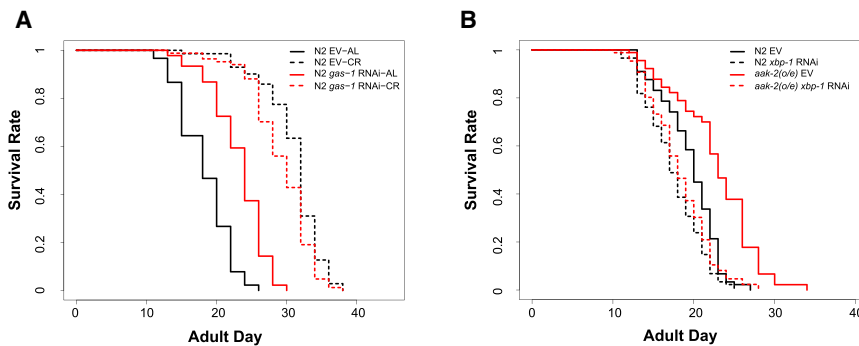 A
N2 EV−AL
N2 EV−CR
N2 gas−1 RNAi−AL
N2 gas−1 RNAi−CR
Survival Rate
1
0.8
0.6
0.4
0.2
0
0 10 20 30 40
Adult Day
B
N2 EV
N2 xbp-1 RNAi
aak-2(o/e) EV
aak-2(o/e) xbp-1 RNAi
Survival Rate
1
0.8
0.6
0.4
0.2
0
0 10 20 30 40
Adult Day